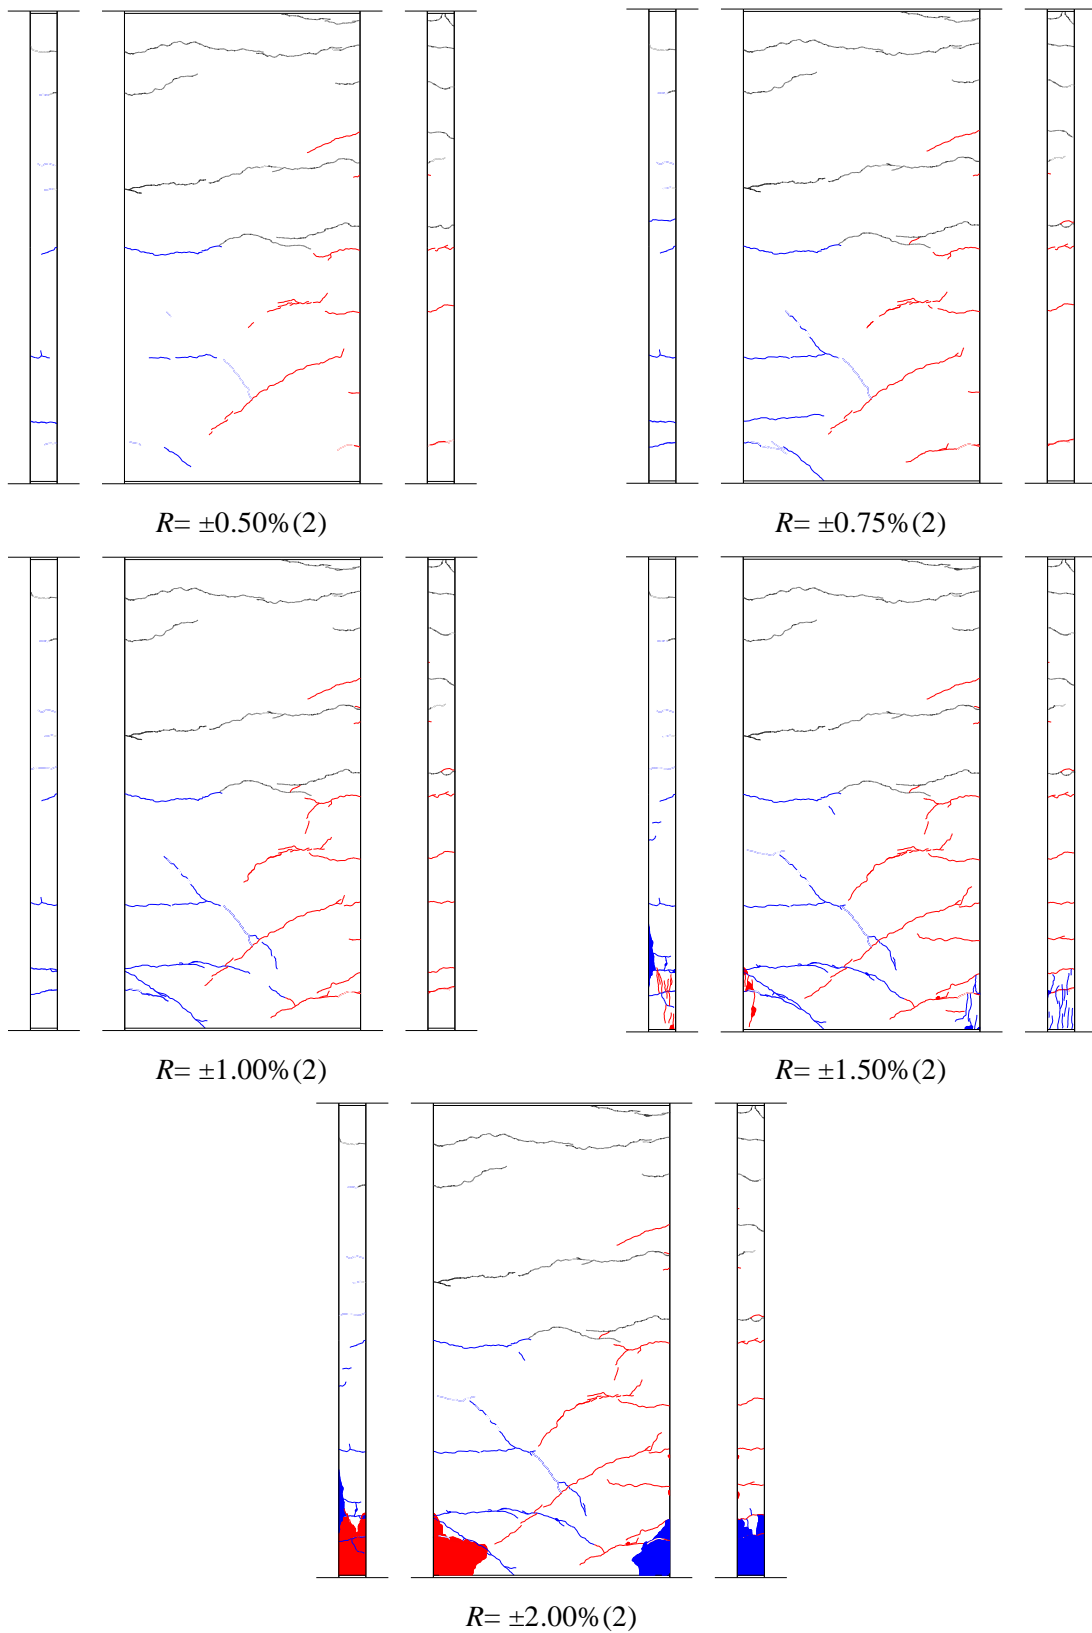 R= ±0.50%(2)
R= ±0.75%(2)
R= ±1.00%(2)
R= ±1.50%(2)
R= ±2.00%(2)